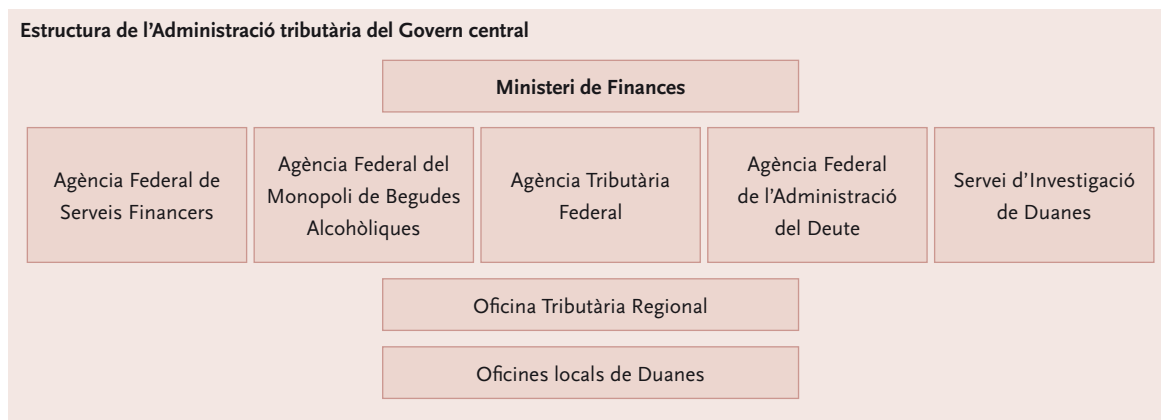 Estructura de l'Administració tributària del Govern central
Ministeri de Finances
Agència Federal de
Serveis Financers
Agència Federal del
Monopoli de Begudes
Alcohòliques
Agència Tributària
Federal
Agència Federal
de l'Administració
del Deute
Servei d'Investigació
de Duanes
Oficina Tributària Regional
Oficines locals de Duanes